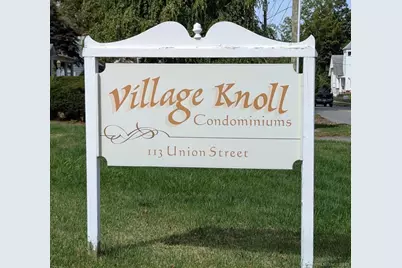 Village Knoll
Condominiums
113 Union Street